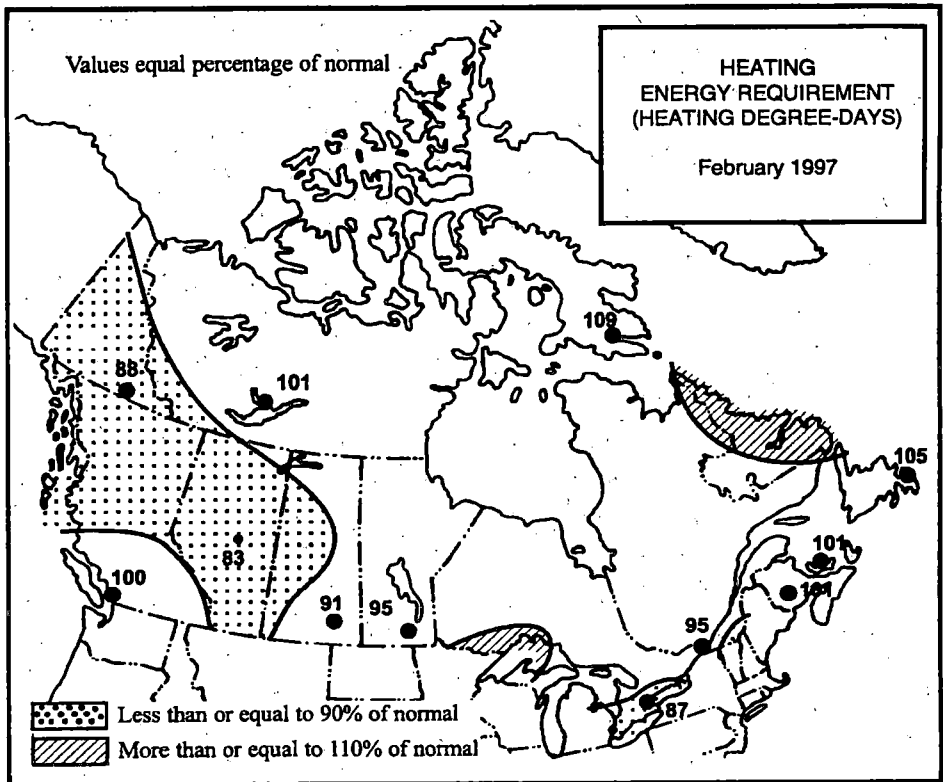 Values equal percentage of normal
HEATING
ENERGY REQUIREMENT
(HEATING DEGREE-DAYS)
February 1997
109
88
101
105
83
101
100
91
95
101
95
87
Less than or equal to 90% of normal
More than or equal to 110% of normal